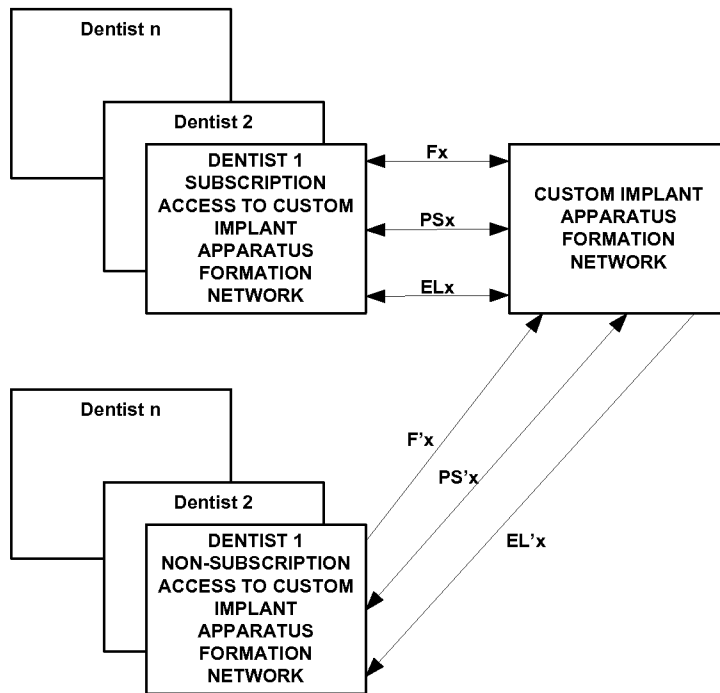 Dentist n
Dentist 2
DENTIST 1
SUBSCRIPTION
ACCESS TO CUSTOM
IMPLANT
APPARATUS
FORMATION
NETWORK
Fx
PSx
ELx
CUSTOM IMPLANT
APPARATUS
FORMATION
NETWORK
Dentist n
Dentist 2
DENTIST 1
NON-SUBSCRIPTION
ACCESS TO CUSTOM
IMPLANT
APPARATUS
FORMATION
NETWORK
F’x
PS’x
EL’x